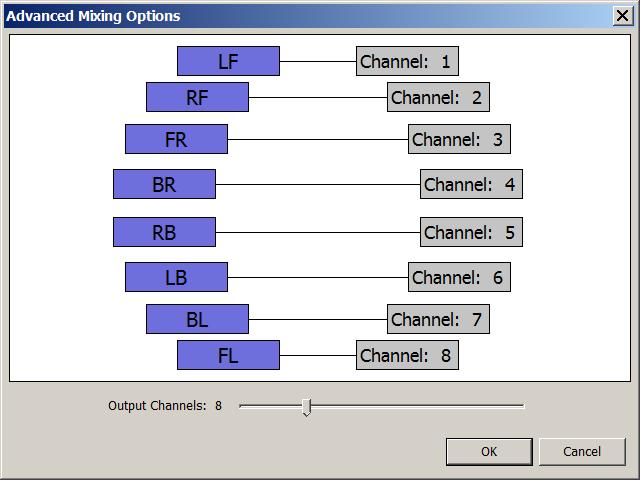 Advanced Mixing Options
LF Channel: 1
RF Channel: 2
FR Channel: 3
BR Channel: 4
RB Channel: 5
LB Channel: 6
BL Channel: 7
FL Channel: 8
Output Channels: 8
OK Cancel